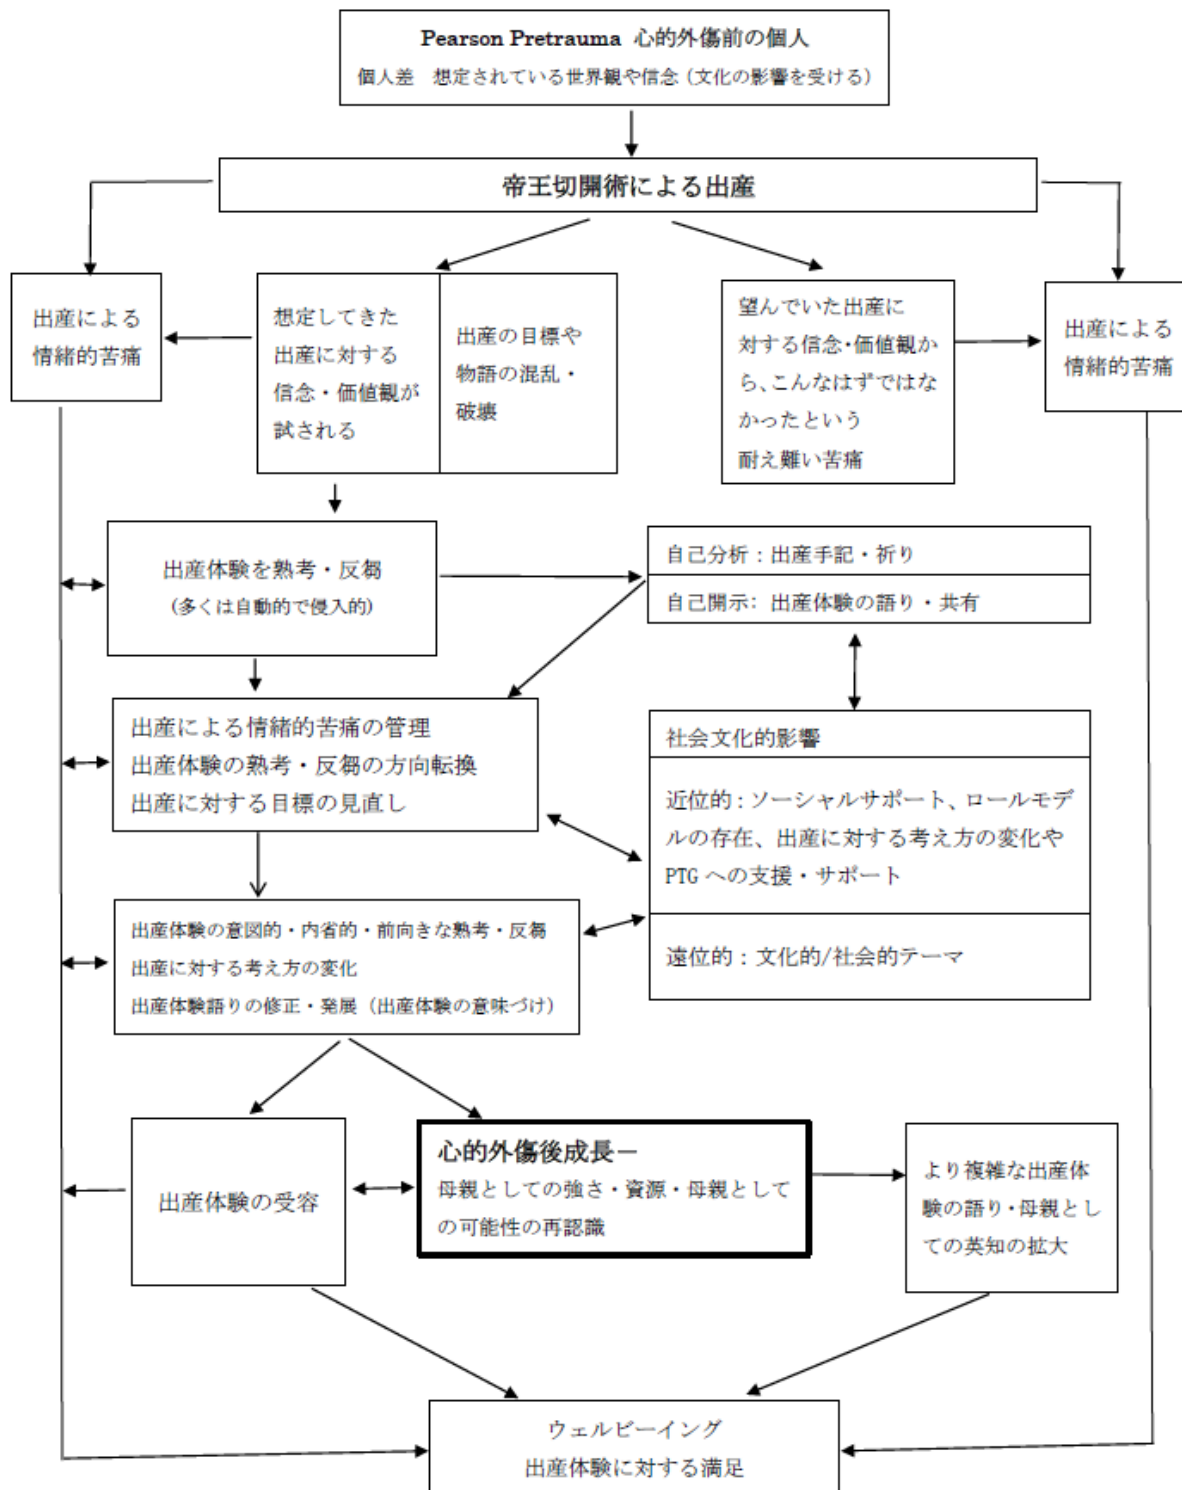 Pearson Pretrauma 心的外傷前の個人
個人差　想定されている世界観や信念（文化の影響を受ける）
帝王切開術による出産
出産による
情緒的苦痛
想定してきた
出産に対する
信念・価値観が
試される
出産の目標や
物語の混乱・
破壊
望んでいた出産に
対する信念・価値観か
ら、こんなはずではな
かったという
耐え難い苦痛
出産による
情緒的苦痛
出産体験を熟考・反芻
（多くは自動的で侵入的）
自己分析：出産手記・祈り
自己開示：出産体験の語り・共有
出産による情緒的苦痛の管理
出産体験の熟考・反芻の方向転換
出産に対する目標の見直し
社会文化的影響
近位的：ソーシャルサポート、ロールモデ
ルの存在、出産に対する考え方の変化や
PTG への支援・サポート
遠位的：文化的/社会的テーマ
出産体験の意図的・内省的・前向きな熟考・反芻
出産に対する考え方の変化
出産体験語りの修正・発展（出産体験の意味づけ）
出産体験の受容
心的外傷後成長－
母親としての強さ・資源・母親として
の可能性の再認識
より複雑な出産体
験の語り・母親とし
ての英知の拡大
ウェルビーイング
出産体験に対する満足